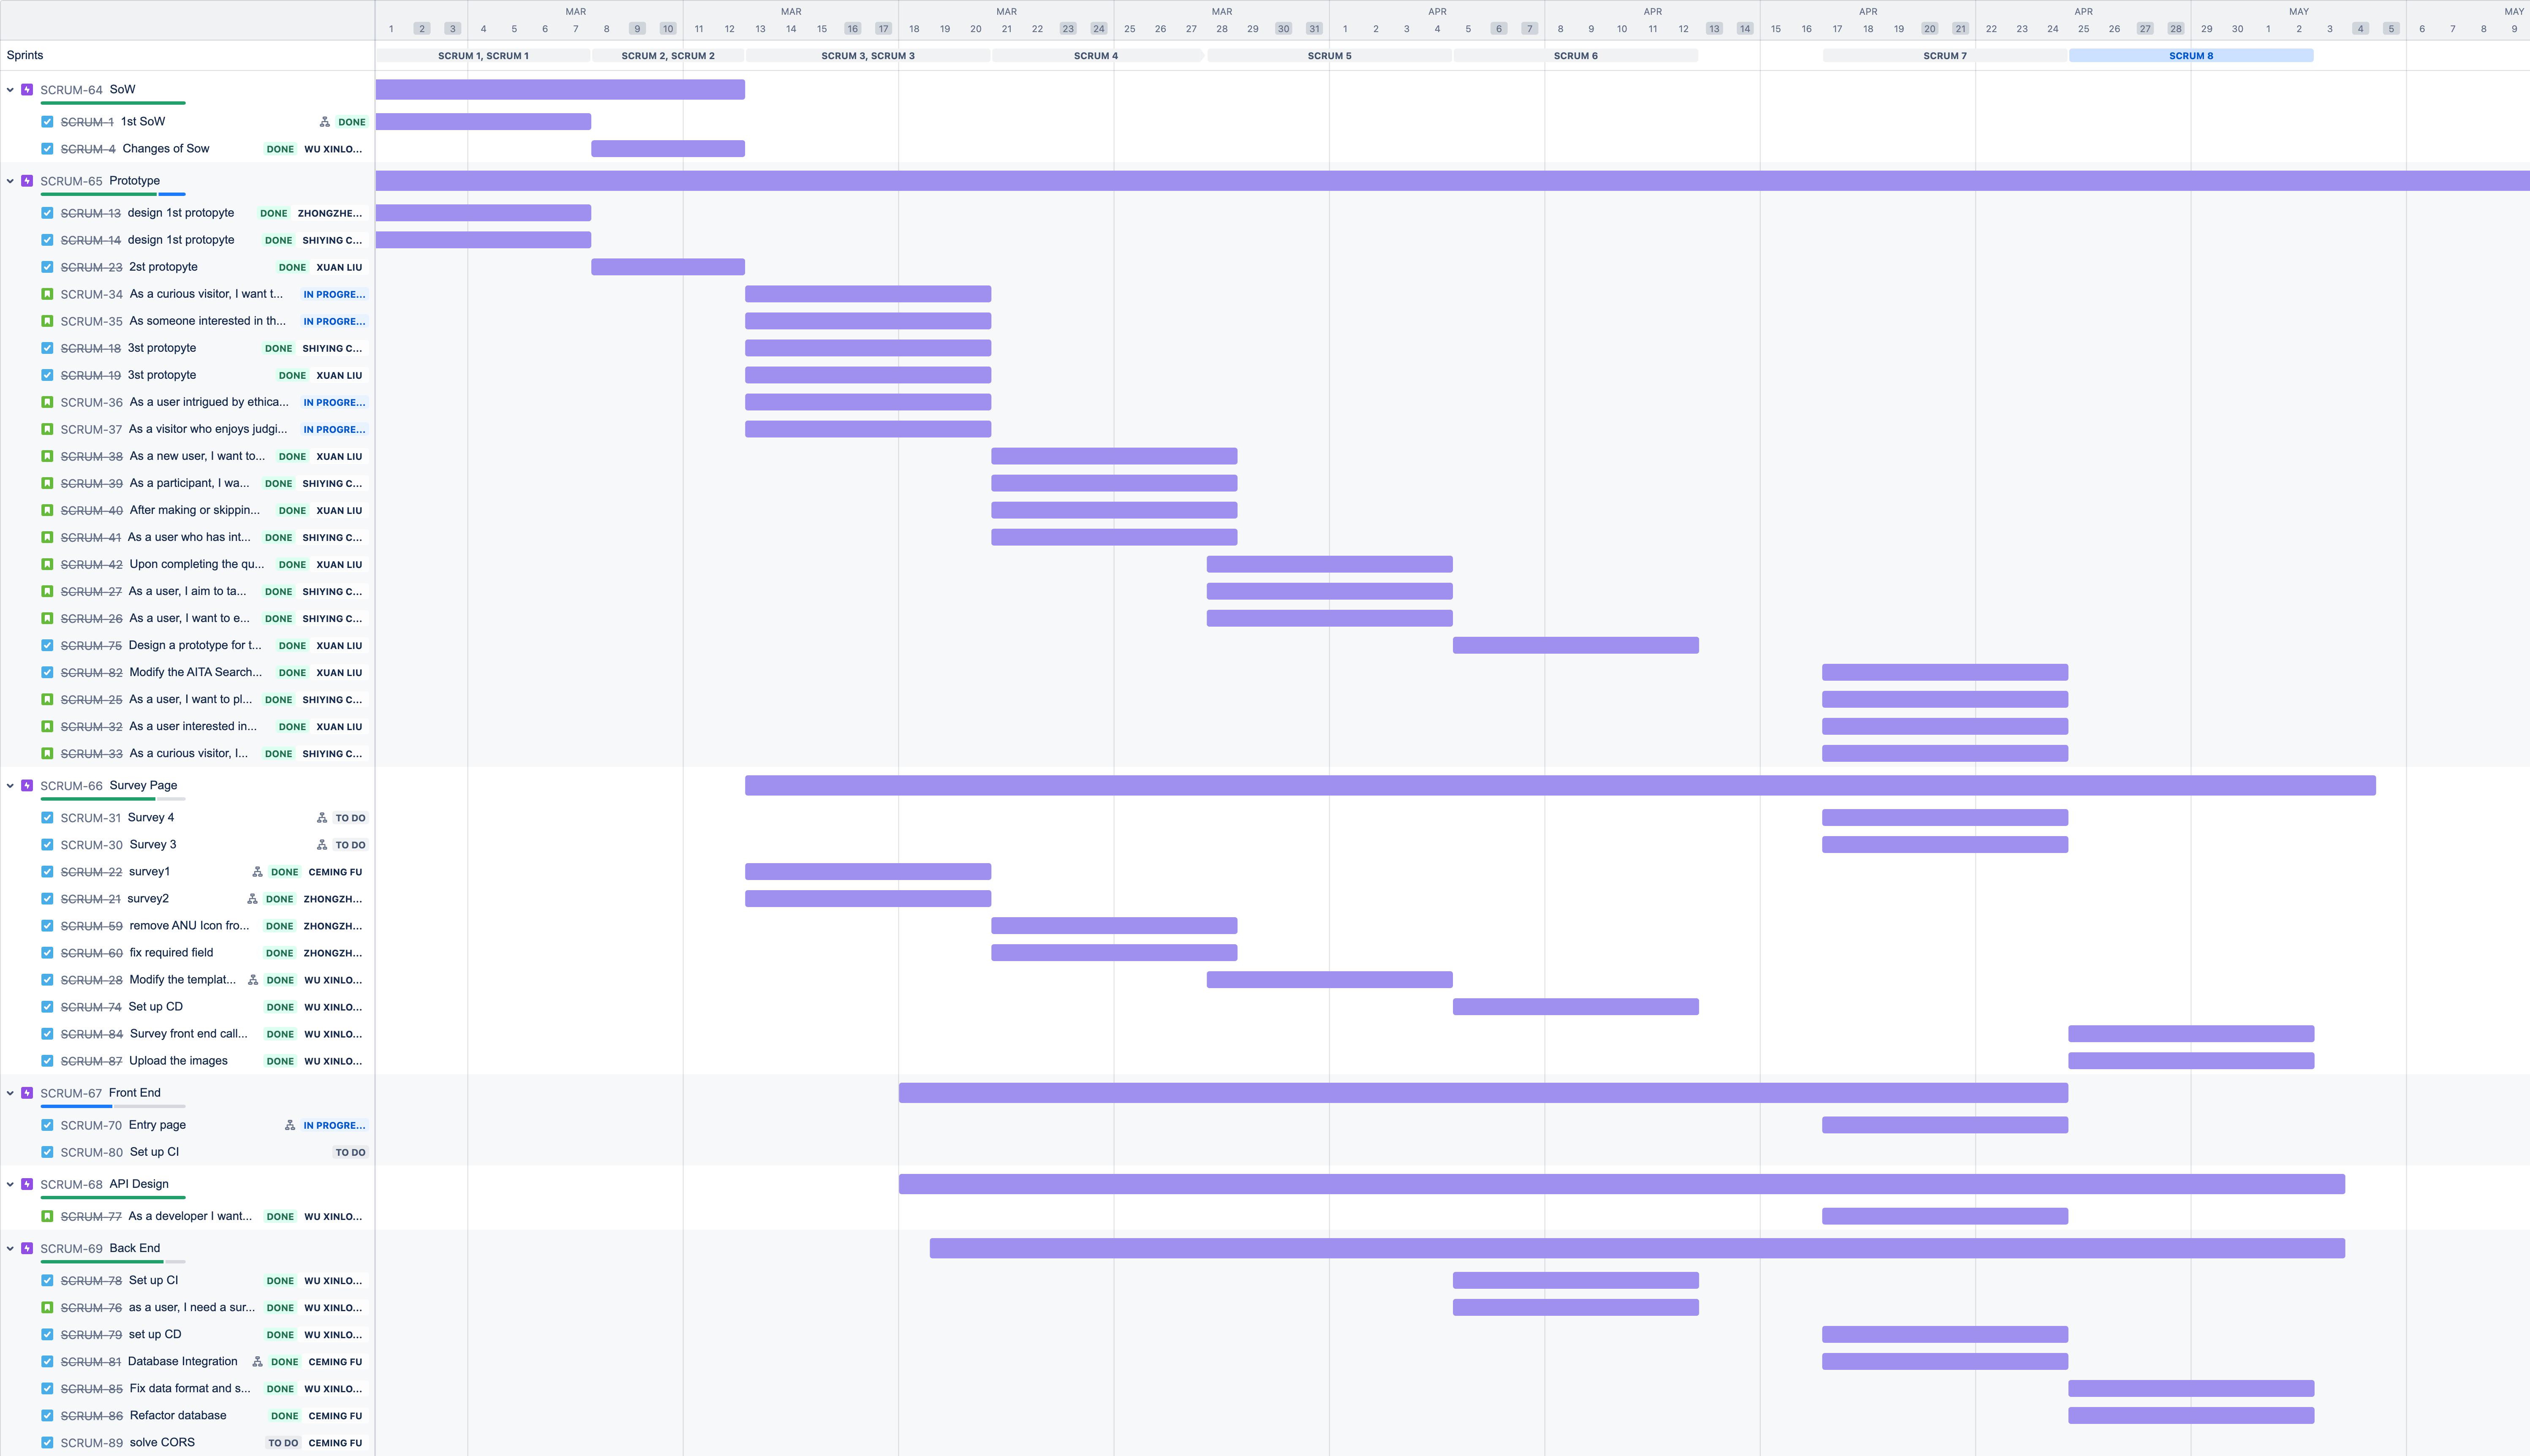 MAR MAR MAR MAR APR APR APR APR MAY MAY
1 2 3 4 5 6 7 8 9 10 11 12 13 14 15 16 17 18 19 20 21 22 23 24 25 26 27 28 29 30 31 1 2 3 4 5 6 7 8 9 10 11 12 13 14 15 16 17 18 19 20 21 22 23 24 25 26 27 28 29 30 1 2 3 4 5 6 7 8 9
Sprints SCRUM 1, SCRUM 1 SCRUM 2, SCRUM 2 SCRUM 3, SCRUM 3 SCRUM 4 SCRUM 5 SCRUM 6 SCRUM 7 SCRUM 8
SCRUM-64 SoW
SCRUM-1 1st SoW DONE
SCRUM-4 Changes of Sow DONE WU XINLO...
SCRUM-65 Prototype
SCRUM-13 design 1st protopyte DONE ZHONGZHE...
SCRUM-14 design 1st protopyte DONE SHIYING C...
SCRUM-23 2st protopyte DONE XUAN LIU
SCRUM-34 As a curious visitor, I want t... IN PROGRE...
SCRUM-35 As someone interested in th... IN PROGRE...
SCRUM-18 3st protopyte DONE SHIYING C...
SCRUM-19 3st protopyte DONE XUAN LIU
SCRUM-36 As a user intrigued by ethica... IN PROGRE...
SCRUM-37 As a visitor who enjoys judgi... IN PROGRE...
SCRUM-38 As a new user, I want to... DONE XUAN LIU
SCRUM-39 As a participant, I wa... DONE SHIYING C...
SCRUM-40 After making or skippin... DONE XUAN LIU
SCRUM-41 As a user who has int... DONE SHIYING C...
SCRUM-42 Upon completing the qu... DONE XUAN LIU
SCRUM-27 As a user, I aim to ta... DONE SHIYING C...
SCRUM-26 As a user, I want to e... DONE SHIYING C...
SCRUM-75 Design a prototype for t... DONE XUAN LIU
SCRUM-82 Modify the AITA Search... DONE XUAN LIU
SCRUM-25 As a user, I want to pl... DONE SHIYING C...
SCRUM-32 As a user interested in... DONE XUAN LIU
SCRUM-33 As a curious visitor, I... DONE SHIYING C...
SCRUM-66 Survey Page
SCRUM-31 Survey 4 TO DO
SCRUM-30 Survey 3 TO DO
SCRUM-22 survey1 DONE CEMING FU
SCRUM-21 survey2 DONE ZHONGZH...
SCRUM-59 remove ANU Icon fro... DONE ZHONGZH...
SCRUM-60 fix required field DONE ZHONGZH...
SCRUM-28 Modify the templat... DONE WU XINLO...
SCRUM-74 Set up CD DONE WU XINLO...
SCRUM-84 Survey front end call... DONE WU XINLO...
SCRUM-87 Upload the images DONE WU XINLO...
SCRUM-67 Front End
SCRUM-70 Entry page IN PROGRE...
SCRUM-80 Set up CI TO DO
SCRUM-68 API Design
SCRUM-77 As a developer I want... DONE WU XINLO...
SCRUM-69 Back End
SCRUM-78 Set up CI DONE WU XINLO...
SCRUM-76 as a user, I need a sur... DONE WU XINLO...
SCRUM-79 set up CD DONE WU XINLO...
SCRUM-81 Database Integration DONE CEMING FU
SCRUM-85 Fix data format and s... DONE WU XINLO...
SCRUM-86 Refactor database DONE CEMING FU
SCRUM-89 solve CORS TO DO CEMING FU